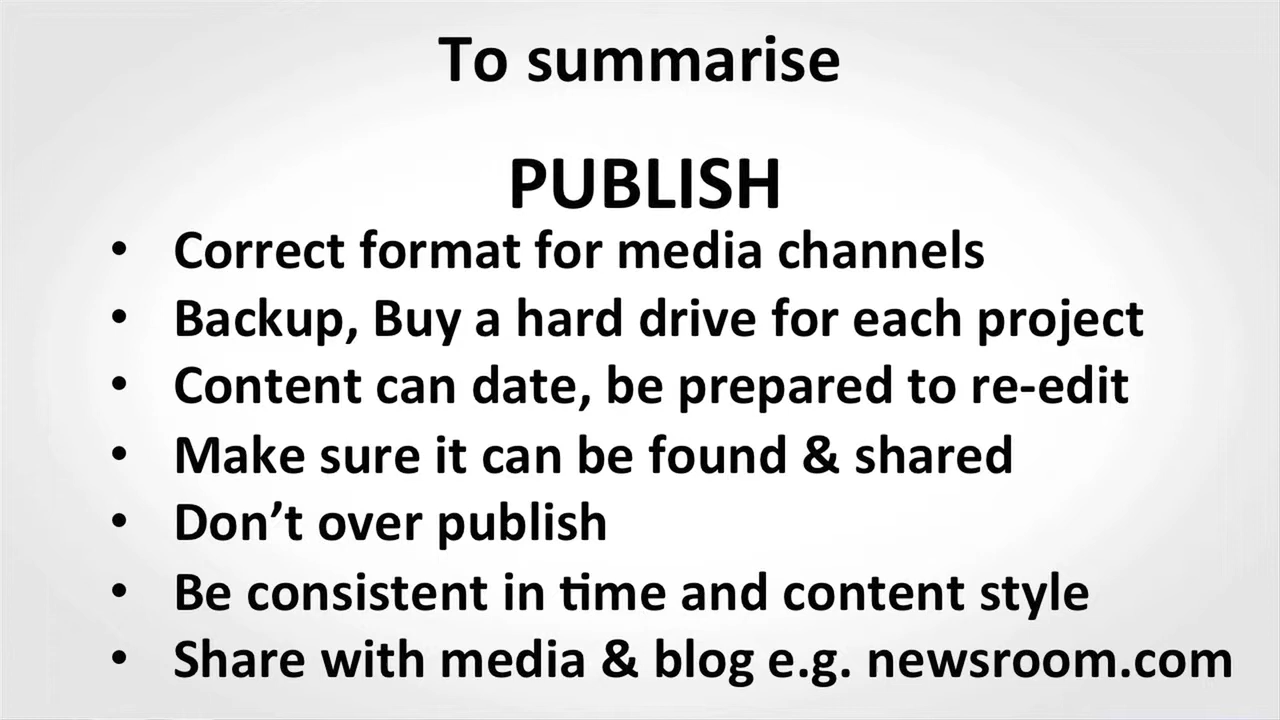 To summarise
PUBLISH
• Correct format for media channels
• Backup, Buy a hard drive for each project
• Content can date, be prepared to re-edit
• Make sure it can be found & shared
• Don’t over publish
• Be consistent in time and content style
• Share with media & blog e.g. newsroom.com